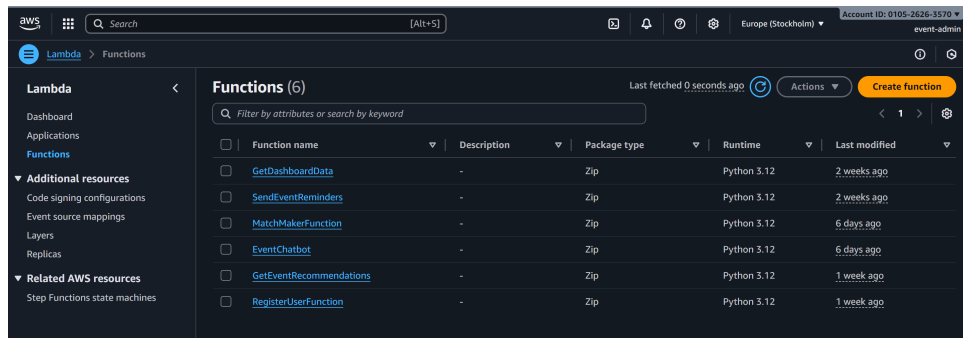 aws
Search [Alt+S]
Europe (Stockholm) ▼
Account ID: 0105-2626-3570 ▼
event-admin
Lambda > Functions
Lambda
Dashboard
Applications
Functions
▼ Additional resources
Code signing configurations
Event source mappings
Layers
Replicas
▼ Related AWS resources
Step Functions state machines
Functions (6)
Last fetched 0 seconds ago
Actions ▼
Create function
Filter by attributes or search by keyword
< 1 >
Function name Description Package type Runtime Last modified
GetDashboardData - Zip Python 3.12 2 weeks ago
SendEventReminders - Zip Python 3.12 2 weeks ago
MatchMakerFunction - Zip Python 3.12 6 days ago
EventChatbot - Zip Python 3.12 6 days ago
GetEventRecommendations - Zip Python 3.12 1 week ago
RegisterUserFunction - Zip Python 3.12 1 week ago